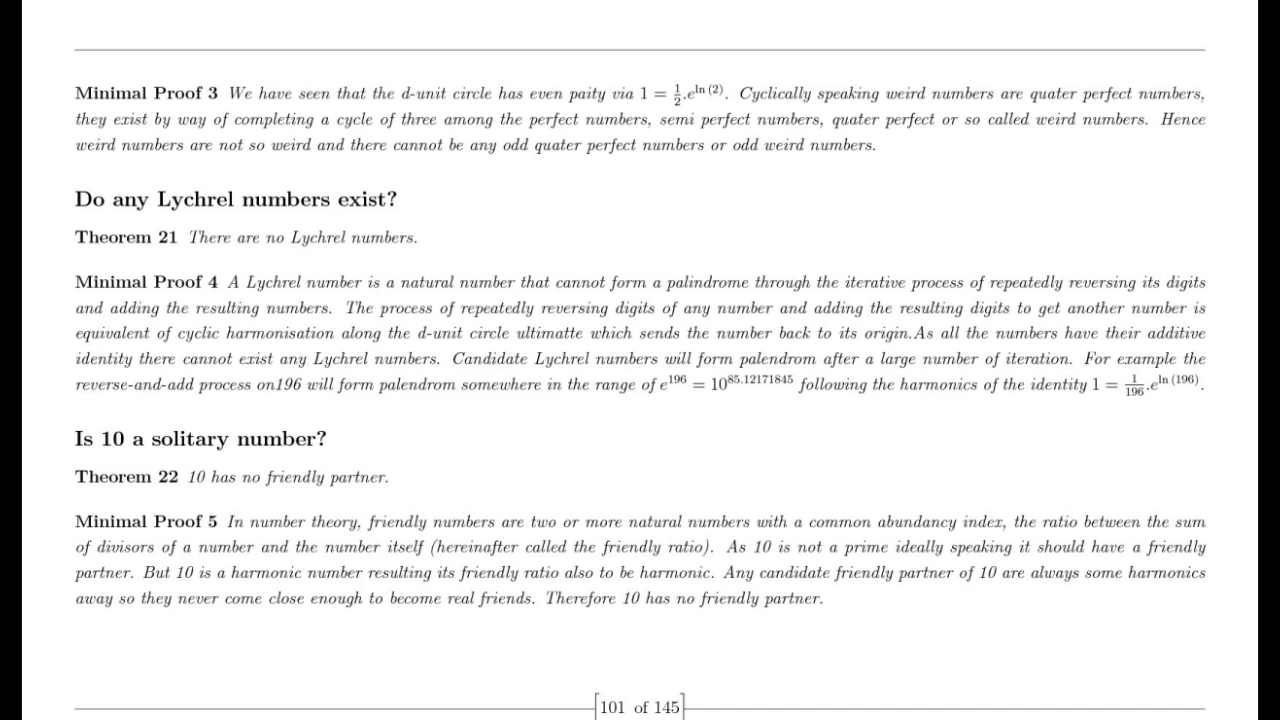 Minimal Proof 3 We have seen that the d-unit circle has even paity via 1 = 1/2.e^ln (2). Cyclically speaking weird numbers are quater perfect numbers,
they exist by way of completing a cycle of three among the perfect numbers, semi perfect numbers, quater perfect or so called weird numbers. Hence
weird numbers are not so weird and there cannot be any odd quater perfect numbers or odd weird numbers.
Do any Lychrel numbers exist?
Theorem 21 There are no Lychrel numbers.
Minimal Proof 4 A Lychrel number is a natural number that cannot form a palindrome through the iterative process of repeatedly reversing its digits
and adding the resulting numbers. The process of repeatedly reversing digits of any number and adding the resulting digits to get another number is
equivalent of cyclic harmonisation along the d-unit circle ultimatte which sends the number back to its origin.As all the numbers have their additive
identity there cannot exist any Lychrel numbers. Candidate Lychrel numbers will form palendrom after a large number of iteration. For example the
reverse-and-add process on196 will form palendrom somewhere in the range of e^196 = 10^85.12171845 following the harmonics of the identity 1 = 1/196.e^ln (196).
Is 10 a solitary number?
Theorem 22 10 has no friendly partner.
Minimal Proof 5 In number theory, friendly numbers are two or more natural numbers with a common abundancy index, the ratio between the sum
of divisors of a number and the number itself (hereinafter called the friendly ratio). As 10 is not a prime ideally speaking it should have a friendly
partner. But 10 is a harmonic number resulting its friendly ratio also to be harmonic. Any candidate friendly partner of 10 are always some harmonics
away so they never come close enough to become real friends. Therefore 10 has no friendly partner.
[101 of 145]